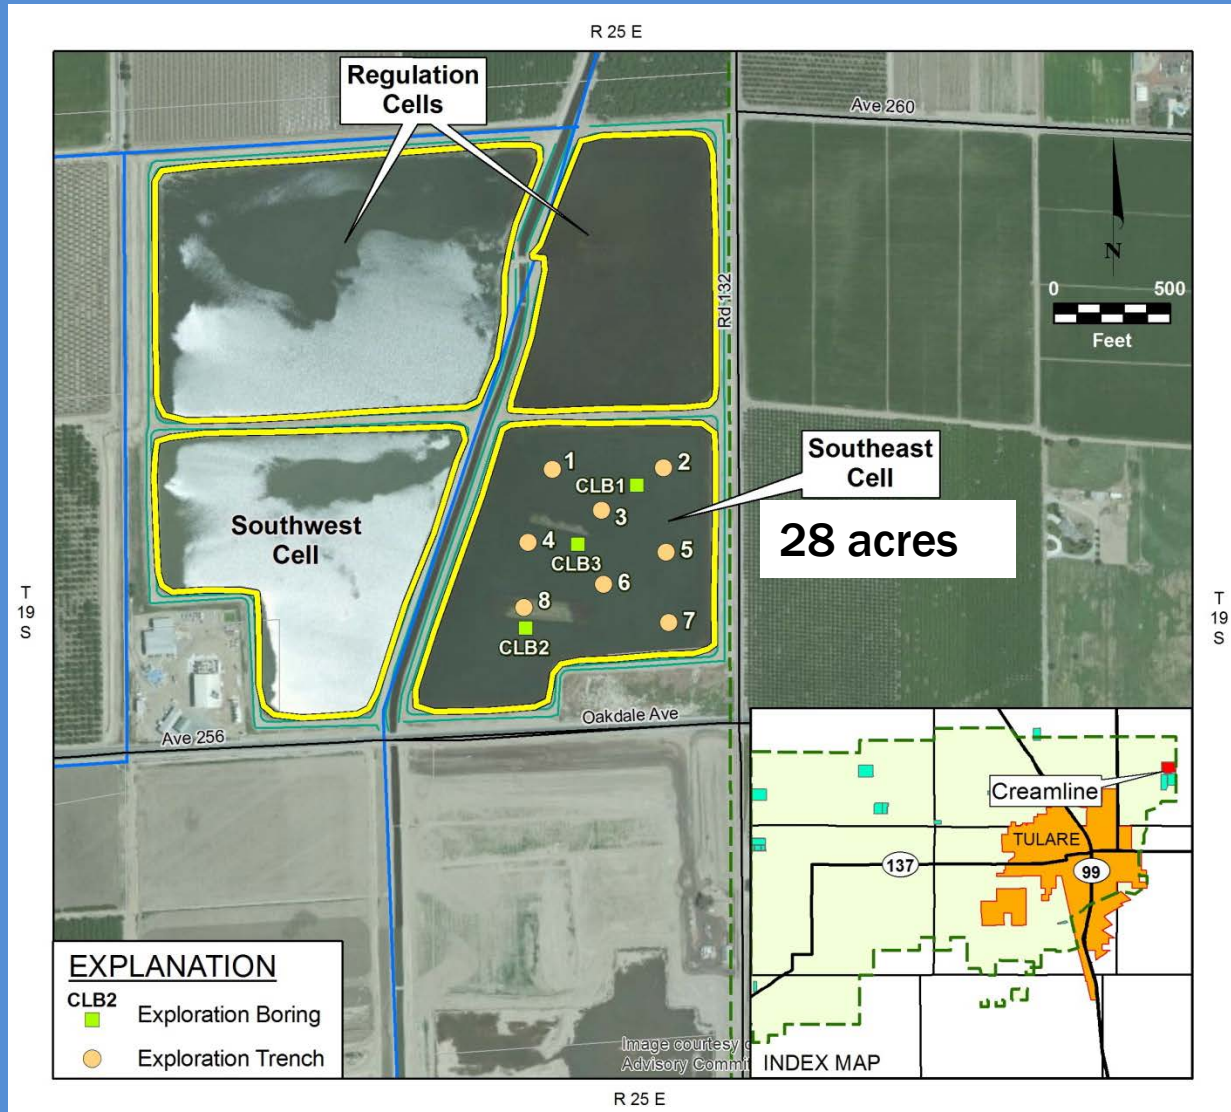 R 25 E
Regulation
Cells
Ave 260
N
0 500
Feet
Rd 132
Southeast
Cell
28 acres
1
2
CLB1
3
4
CLB3
5
6
8
7
CLB2
Southwest
Cell
T
19
S
T
19
S
Ave 256
Oakdale Ave
Creamline
TULARE
137
99
INDEX MAP
EXPLANATION
CLB2
Exploration Boring
Exploration Trench
Image courtesy
Advisory
R 25 E